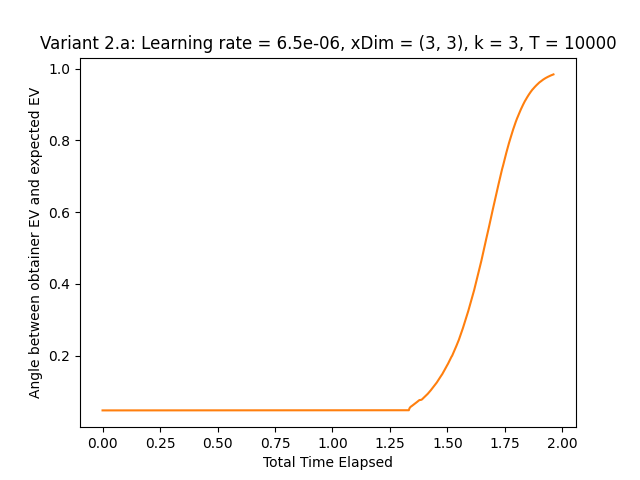 Variant 2.a: Learning rate = 6.5e-06, xDim = (3, 3), k = 3, T = 10000
1.0
0.8
0.6
0.4
0.2
Angle between obtainer EV and expected EV
0.00 0.25 0.50 0.75 1.00 1.25 1.50 1.75 2.00
Total Time Elapsed